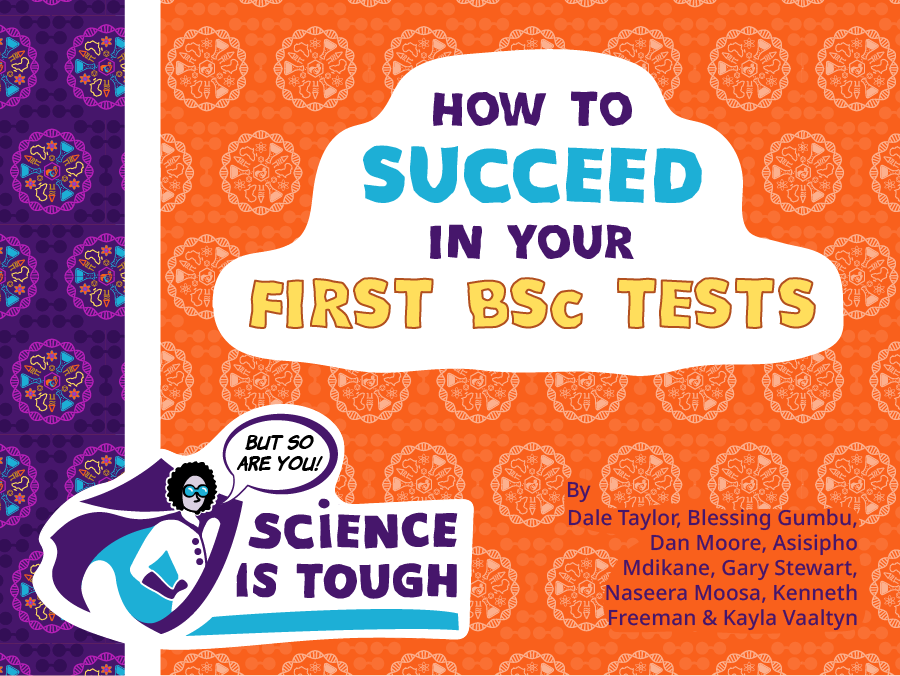 HOW TO
SUCCEED
IN YOUR
FIRST BSc TESTS
BUT SO
ARE YOU!
SCiENCE
IS TOUGH
By
Dale Taylor, Blessing Gumbu,
Dan Moore, Asisipho
Mdikane, Gary Stewart,
Naseera Moosa, Kenneth
Freeman & Kayla Vaaltyn